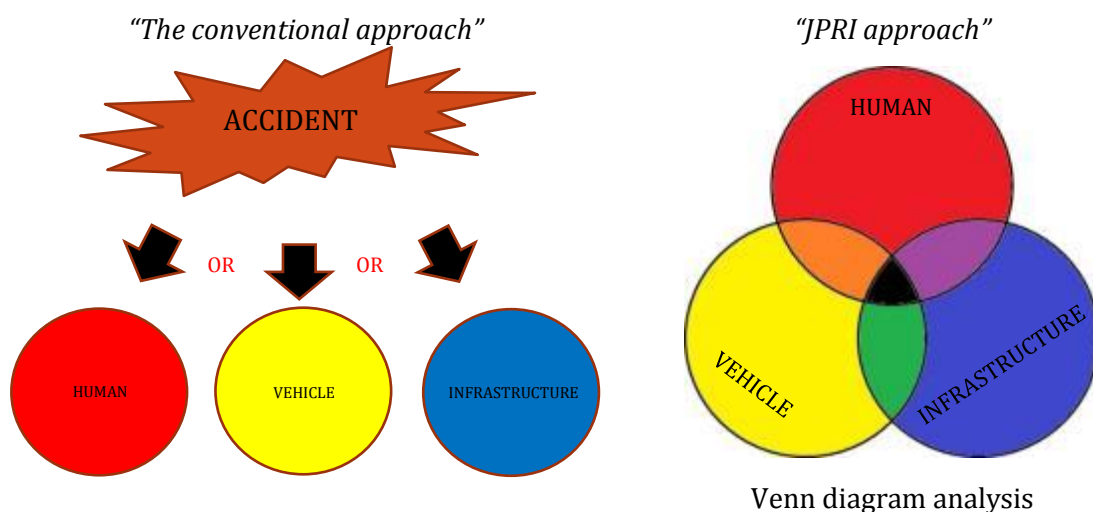 “The conventional approach”
ACCIDENT
OR
OR
HUMAN
VEHICLE
INFRASTRUCTURE
“JPRI approach”
HUMAN
VEHICLE
INFRASTRUCTURE
Venn diagram analysis